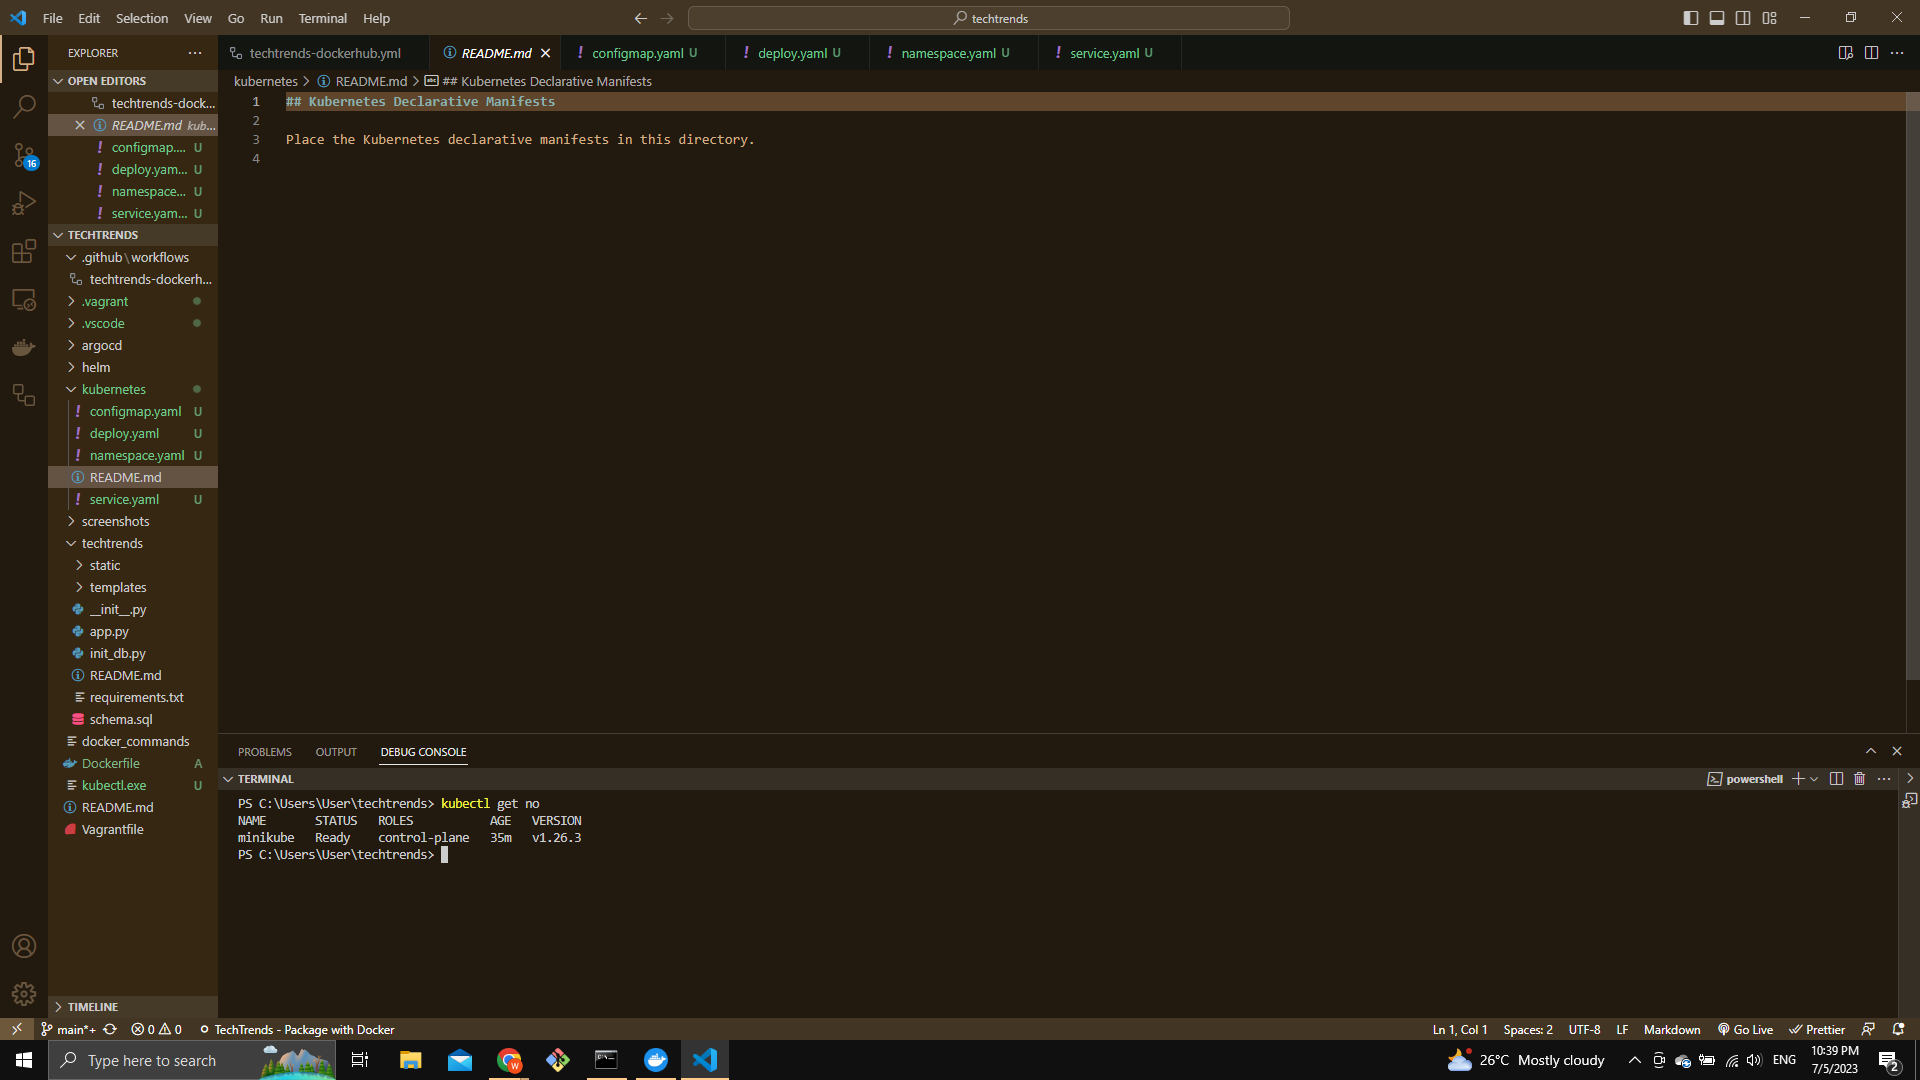 File Edit Selection View Go Run Terminal Help
techtrends
EXPLORER
OPEN EDITORS
techtrends-dock...
README.md kub...
configmap.... U
deploy.yam... U
namespace... U
service.yam... U
TECHTRENDS
.github\workflows
techtrends-dockerh...
.vagrant
.vscode
argocd
helm
kubernetes
configmap.yaml U
deploy.yaml U
namespace.yaml U
README.md
service.yaml U
screenshots
techtrends
static
templates
__init__.py
app.py
init_db.py
README.md
requirements.txt
schema.sql
docker_commands
Dockerfile A
kubectl.exe U
README.md
Vagrantfile
TIMELINE
16
techtrends-dockerhub.yml
README.md
configmap.yaml U
deploy.yaml U
namespace.yaml U
service.yaml U
kubernetes > README.md > ## Kubernetes Declarative Manifests
1 ## Kubernetes Declarative Manifests
2
3 Place the Kubernetes declarative manifests in this directory.
4
PROBLEMS OUTPUT DEBUG CONSOLE
TERMINAL
powershell
PS C:\Users\User\techtrends> kubectl get no
NAME STATUS ROLES AGE VERSION
minikube Ready control-plane 35m v1.26.3
PS C:\Users\User\techtrends>
main*+ 0 0 TechTrends - Package with Docker
Ln 1, Col 1 Spaces: 2 UTF-8 LF Markdown Go Live Prettier
Type here to search
W
26°C Mostly cloudy
ENG
10:39 PM
7/5/2023
2